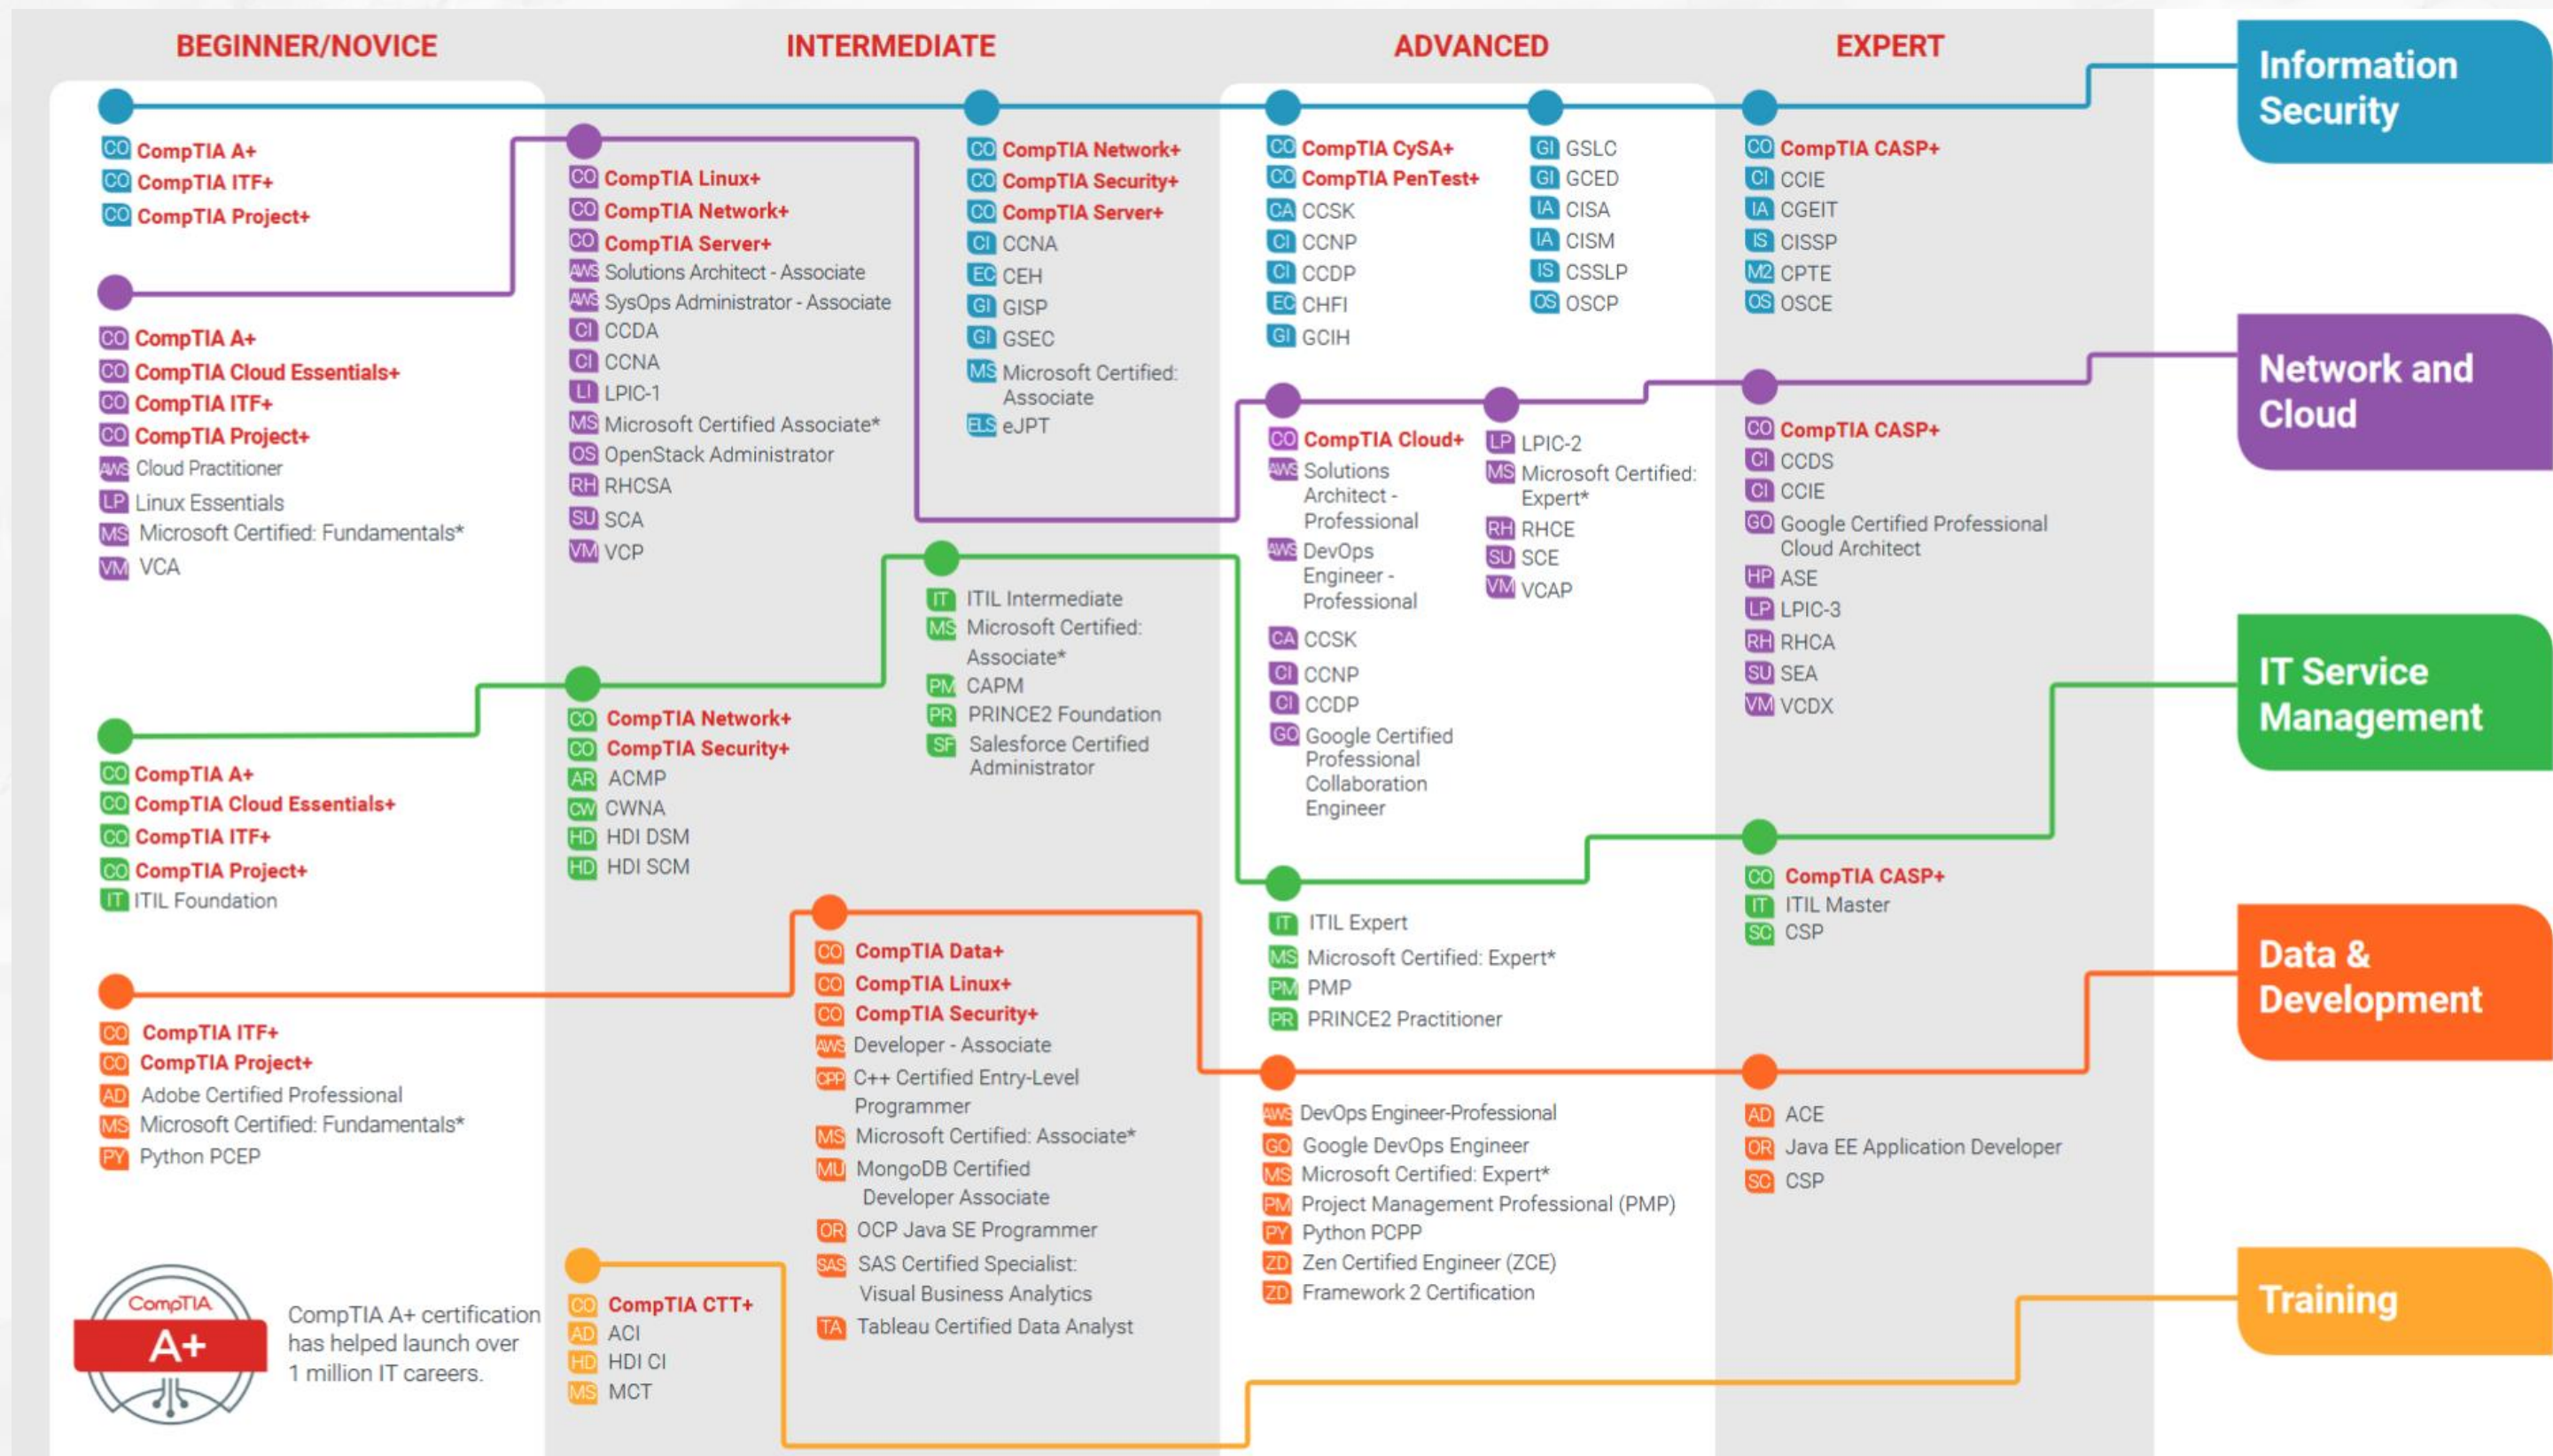 BEGINNER/NOVICE
INTERMEDIATE
ADVANCED
EXPERT
Information
Security
CO CompTIA A+
CO CompTIA ITF+
CO CompTIA Project+
CO CompTIA Network+
CO CompTIA Security+
CO CompTIA Server+
CI CCNA
EC CEH
GI GISP
GI GSEC
MS Microsoft Certified:
Associate
ELS eJPT
CO CompTIA CySA+
CO CompTIA PenTest+
CA CCSK
CI CCNP
CI CCDP
EC CHFI
GI GCIH
GI GSLC
GI GCED
IA CISA
IA CISM
IS CSSLP
OS OSCP
CO CompTIA CASP+
CI CCIE
IA CGEIT
IS CISSP
M2 CPTE
OS OSCE
Network and
Cloud
CO CompTIA A+
CO CompTIA Cloud Essentials+
CO CompTIA ITF+
CO CompTIA Project+
AWS Cloud Practitioner
LP Linux Essentials
MS Microsoft Certified: Fundamentals*
VM VCA
CO CompTIA Linux+
CO CompTIA Network+
CO CompTIA Server+
AWS Solutions Architect - Associate
AWS SysOps Administrator - Associate
CI CCDA
CI CCNA
LI LPIC-1
MS Microsoft Certified Associate*
OS OpenStack Administrator
RH RHCSA
SU SCA
VM VCP
CO CompTIA Cloud+
AWS Solutions
Architect -
Professional
AWS DevOps
Engineer -
Professional
CA CCSK
CI CCNP
CI CCDP
GO Google Certified
Professional
Collaboration
Engineer
LP LPIC-2
MS Microsoft Certified:
Expert*
RH RHCE
SU SCE
VM VCAP
CO CompTIA CASP+
CI CCDS
CI CCIE
GO Google Certified Professional
Cloud Architect
HP ASE
LP LPIC-3
RH RHCA
SU SEA
VM VCDX
IT Service
Management
CO CompTIA A+
CO CompTIA Cloud Essentials+
CO CompTIA ITF+
CO CompTIA Project+
IT ITIL Foundation
CO CompTIA Network+
CO CompTIA Security+
AR ACMP
CW CWNA
HD HDI DSM
HD HDI SCM
IT ITIL Intermediate
MS Microsoft Certified:
Associate*
PM CAPM
PR PRINCE2 Foundation
SF Salesforce Certified
Administrator
IT ITIL Expert
MS Microsoft Certified: Expert*
PM PMP
PR PRINCE2 Practitioner
CO CompTIA CASP+
IT ITIL Master
SC CSP
Data &
Development
CO CompTIA ITF+
CO CompTIA Project+
AD Adobe Certified Professional
MS Microsoft Certified: Fundamentals*
PY Python PCEP
CO CompTIA Data+
CO CompTIA Linux+
CO CompTIA Security+
AWS Developer - Associate
CPP C++ Certified Entry-Level
Programmer
MS Microsoft Certified: Associate*
MU MongoDB Certified
Developer Associate
OR OCP Java SE Programmer
SAS SAS Certified Specialist:
Visual Business Analytics
TA Tableau Certified Data Analyst
AWS DevOps Engineer-Professional
GO Google DevOps Engineer
MS Microsoft Certified: Expert*
PM Project Management Professional (PMP)
PY Python PCPP
ZD Zen Certified Engineer (ZCE)
ZD Framework 2 Certification
AD ACE
OR Java EE Application Developer
SC CSP
Training
CO CompTIA CTT+
AD ACI
HD HDI CI
MS MCT
CompTIA
A+
CompTIA A+ certification
has helped launch over
1 million IT careers.